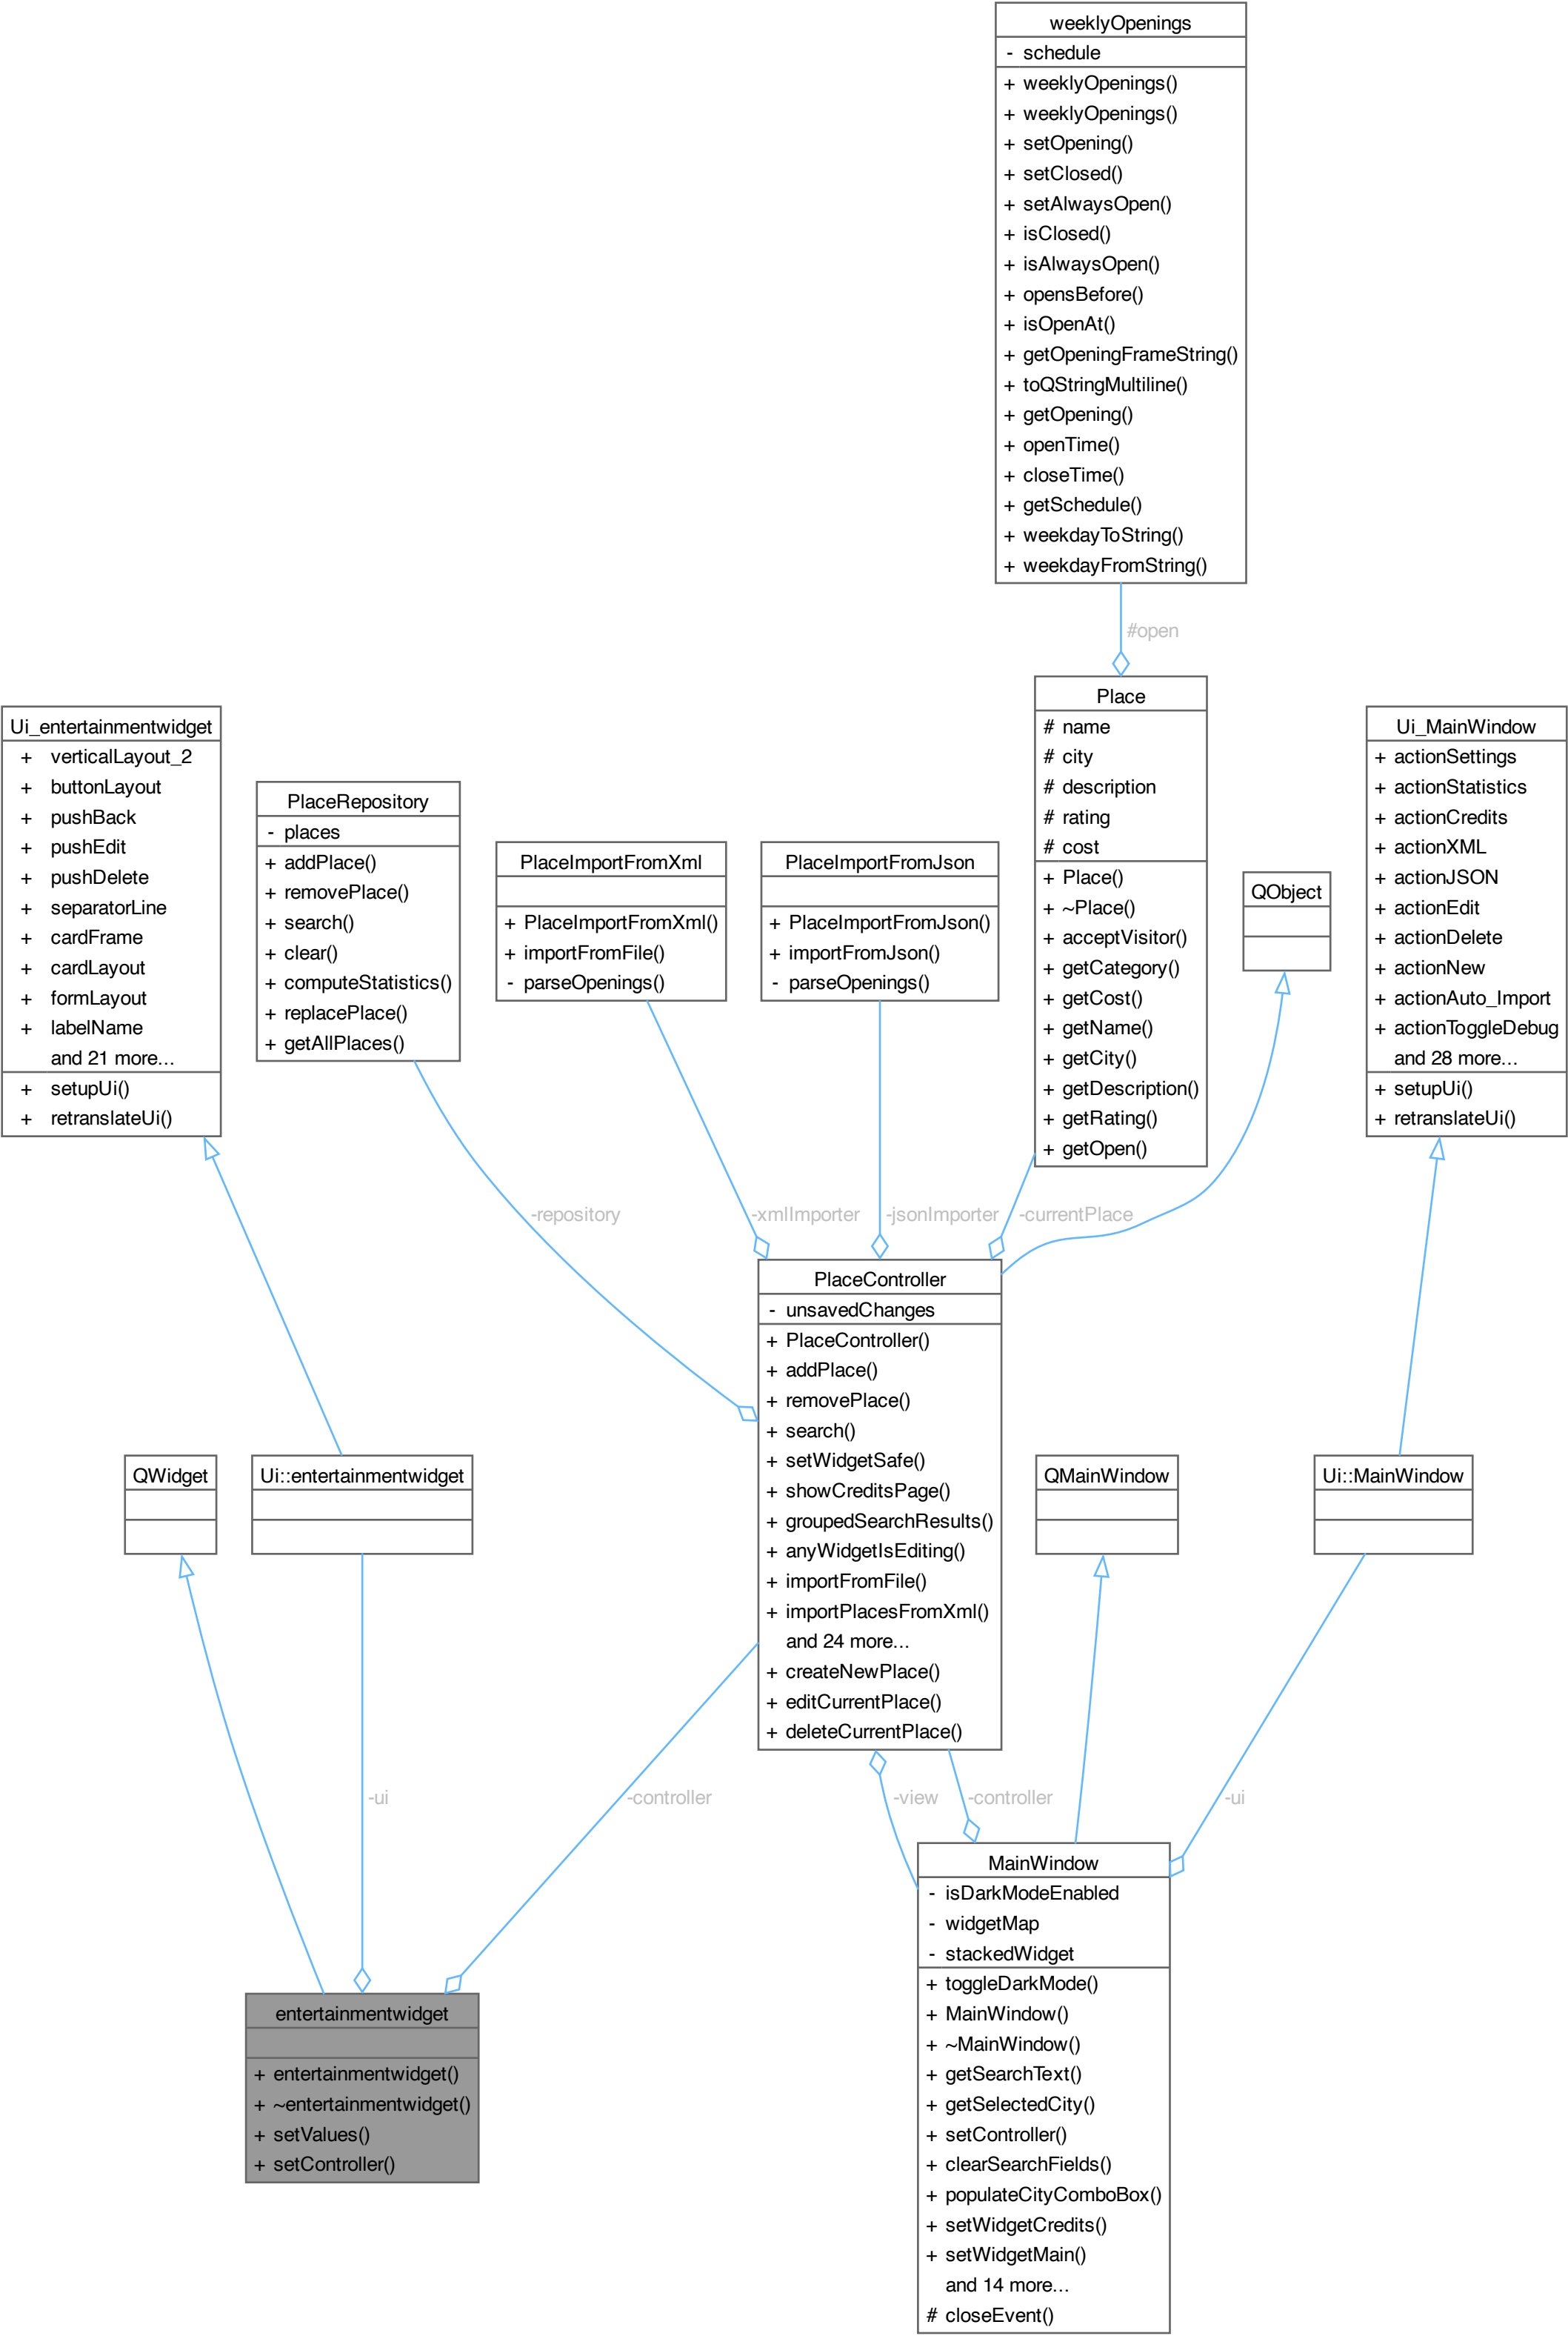 weeklyOpenings
- schedule
+ weeklyOpenings()
+ weeklyOpenings()
+ setOpening()
+ setClosed()
+ setAlwaysOpen()
+ isClosed()
+ isAlwaysOpen()
+ opensBefore()
+ isOpenAt()
+ getOpeningFrameString()
+ toQStringMultiline()
+ getOpening()
+ openTime()
+ closeTime()
+ getSchedule()
+ weekdayToString()
+ weekdayFromString()
#open
Ui_entertainmentwidget
+ verticalLayout_2
+ buttonLayout
+ pushBack
+ pushEdit
+ pushDelete
+ separatorLine
+ cardFrame
+ cardLayout
+ formLayout
+ labelName
and 21 more...
+ setupUi()
+ retranslateUi()
PlaceRepository
- places
+ addPlace()
+ removePlace()
+ search()
+ clear()
+ computeStatistics()
+ replacePlace()
+ getAllPlaces()
PlaceImportFromXml
+ PlaceImportFromXml()
+ importFromFile()
- parseOpenings()
PlaceImportFromJson
+ PlaceImportFromJson()
+ importFromJson()
- parseOpenings()
Place
# name
# city
# description
# rating
# cost
+ Place()
+ ~Place()
+ acceptVisitor()
+ getCategory()
+ getCost()
+ getName()
+ getCity()
+ getDescription()
+ getRating()
+ getOpen()
QObject
Ui_MainWindow
+ actionSettings
+ actionStatistics
+ actionCredits
+ actionXML
+ actionJSON
+ actionEdit
+ actionDelete
+ actionNew
+ actionAuto_Import
+ actionToggleDebug
and 28 more...
+ setupUi()
+ retranslateUi()
-repository
-xmlImporter
-jsonImporter
-currentPlace
PlaceController
- unsavedChanges
+ PlaceController()
+ addPlace()
+ removePlace()
+ search()
+ setWidgetSafe()
+ showCreditsPage()
+ groupedSearchResults()
+ anyWidgetIsEditing()
+ importFromFile()
+ importPlacesFromXml()
and 24 more...
+ createNewPlace()
+ editCurrentPlace()
+ deleteCurrentPlace()
QWidget
Ui::entertainmentwidget
QMainWindow
Ui::MainWindow
-ui
-controller
-view
-controller
-ui
entertainmentwidget
+ entertainmentwidget()
+ ~entertainmentwidget()
+ setValues()
+ setController()
MainWindow
- isDarkModeEnabled
- widgetMap
- stackedWidget
+ toggleDarkMode()
+ MainWindow()
+ ~MainWindow()
+ getSearchText()
+ getSelectedCity()
+ setController()
+ clearSearchFields()
+ populateCityComboBox()
+ setWidgetCredits()
+ setWidgetMain()
and 14 more...
# closeEvent()